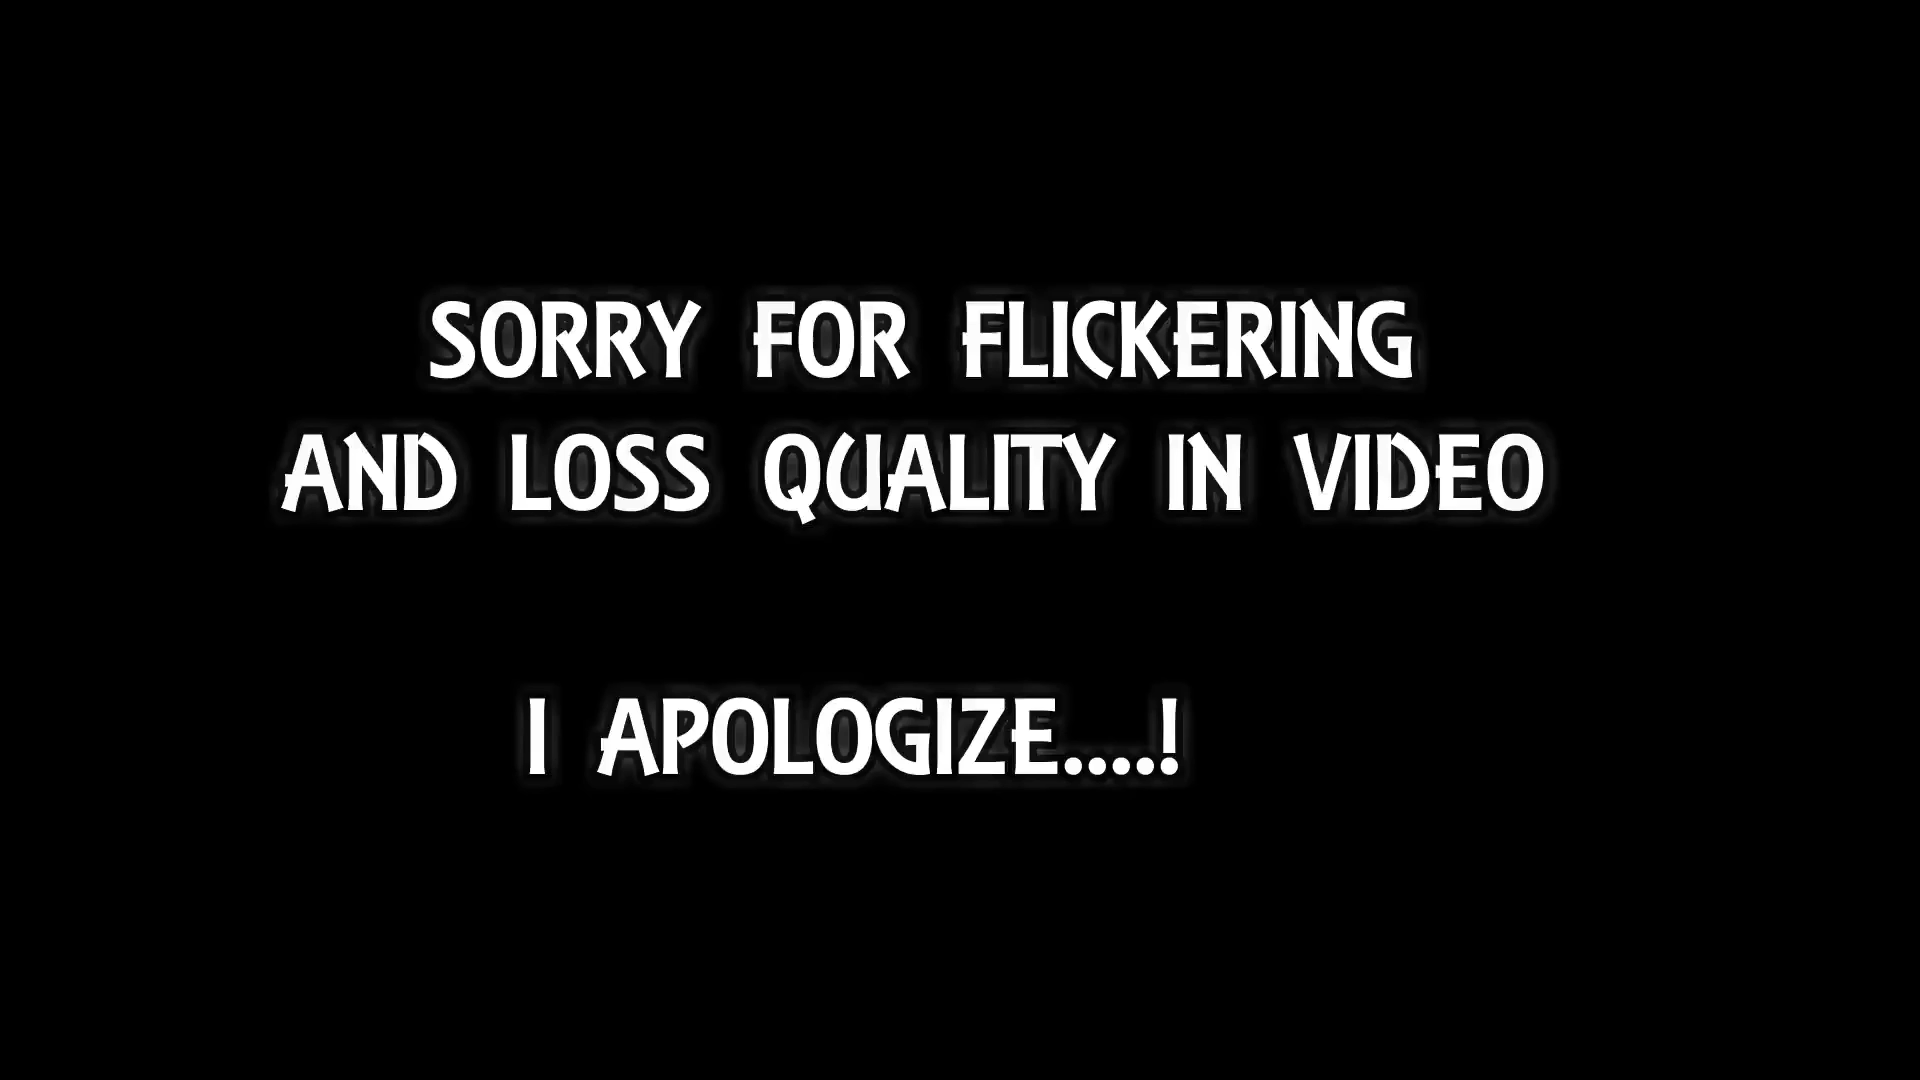 SORRY FOR FLICKERING
AND LOSS QUALITY IN VIDEO
I APOLOGIZE....!